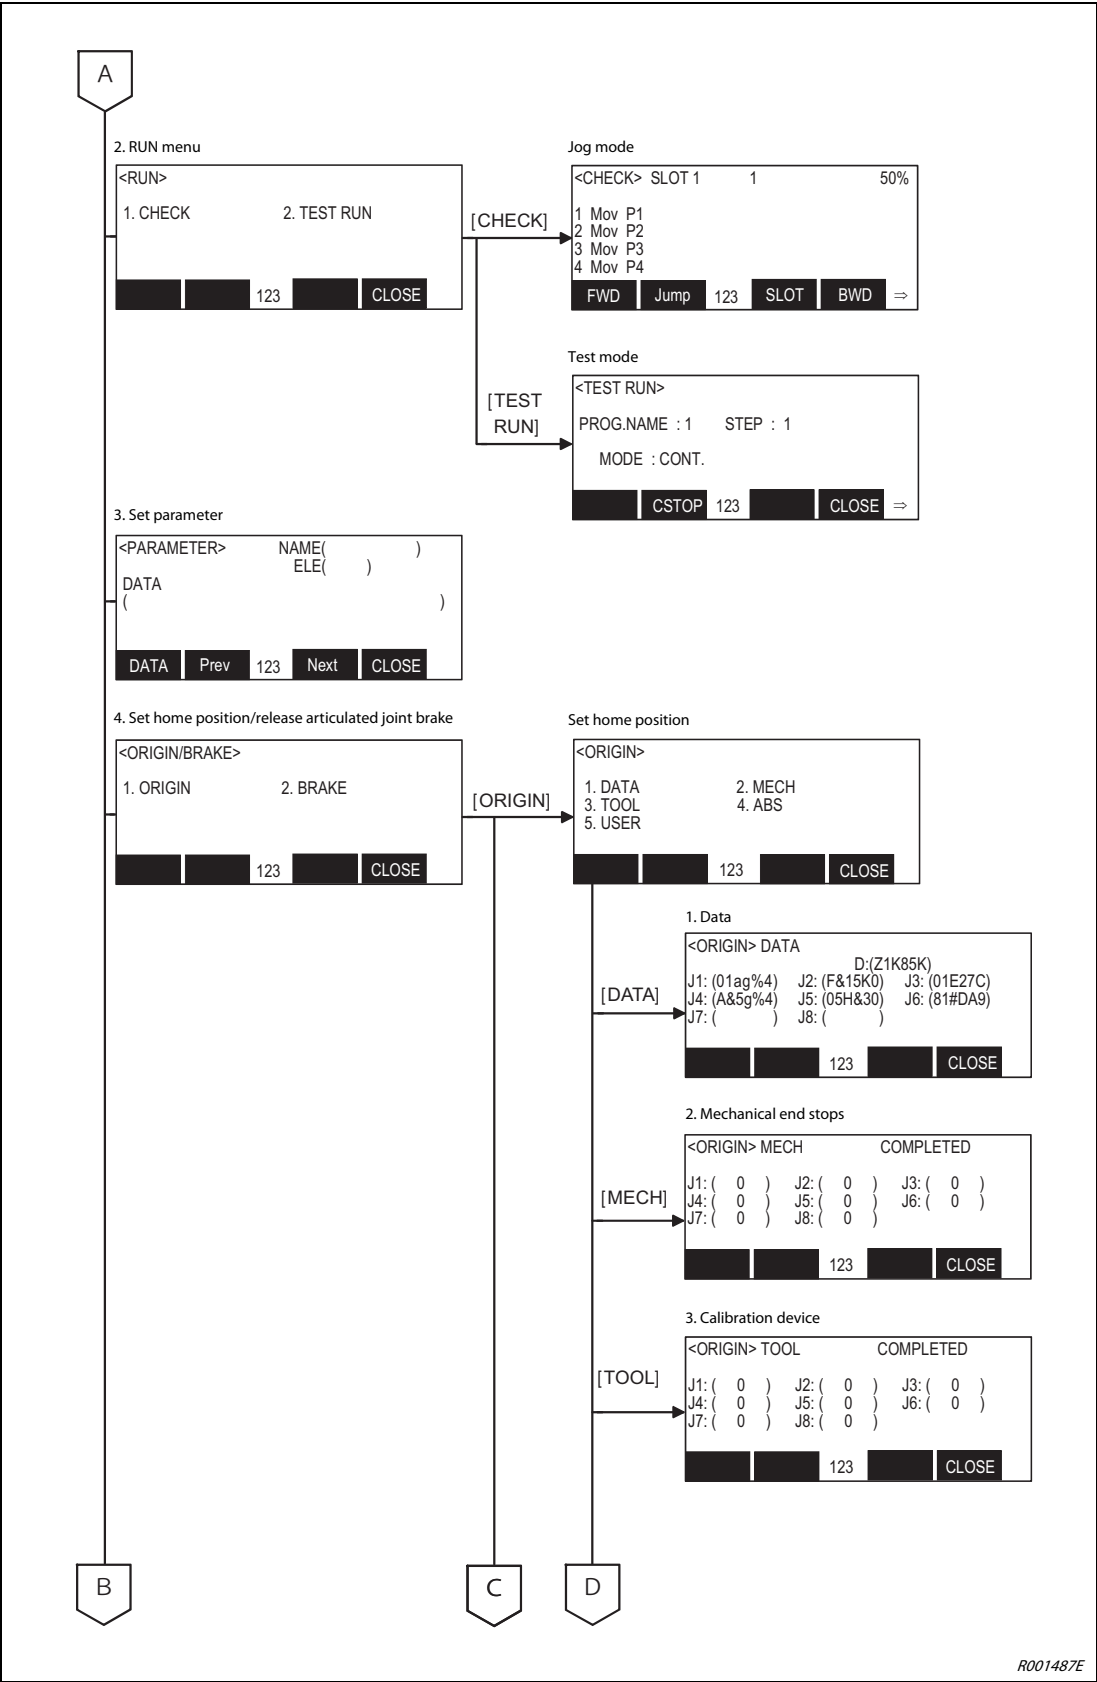 A
2. RUN menu
<RUN>
1. CHECK 2. TEST RUN
123 CLOSE
[CHECK]
Jog mode
<CHECK> SLOT 1 1 50%
1 Mov P1
2 Mov P2
3 Mov P3
4 Mov P4
FWD Jump 123 SLOT BWD ⇒
[TEST
RUN]
Test mode
<TEST RUN>
PROG.NAME : 1 STEP : 1
MODE : CONT.
CSTOP 123 CLOSE ⇒
3. Set parameter
<PARAMETER> NAME( )
ELE( )
DATA
( )
DATA Prev 123 Next CLOSE
4. Set home position/release articulated joint brake
<ORIGIN/BRAKE>
1. ORIGIN 2. BRAKE
123 CLOSE
[ORIGIN]
Set home position
<ORIGIN>
1. DATA 2. MECH
3. TOOL 4. ABS
5. USER
123 CLOSE
[DATA]
1. Data
<ORIGIN> DATA
D:(Z1K85K)
J1: (01ag%4) J2: (F&15K0) J3: (01E27C)
J4: (A&5g%4) J5: (05H&30) J6: (81#DA9)
J7: ( ) J8: ( )
123 CLOSE
[MECH]
2. Mechanical end stops
<ORIGIN> MECH COMPLETED
J1: ( 0 ) J2: ( 0 ) J3: ( 0 )
J4: ( 0 ) J5: ( 0 ) J6: ( 0 )
J7: ( 0 ) J8: ( 0 )
123 CLOSE
[TOOL]
3. Calibration device
<ORIGIN> TOOL COMPLETED
J1: ( 0 ) J2: ( 0 ) J3: ( 0 )
J4: ( 0 ) J5: ( 0 ) J6: ( 0 )
J7: ( 0 ) J8: ( 0 )
123 CLOSE
B C D
R001487E